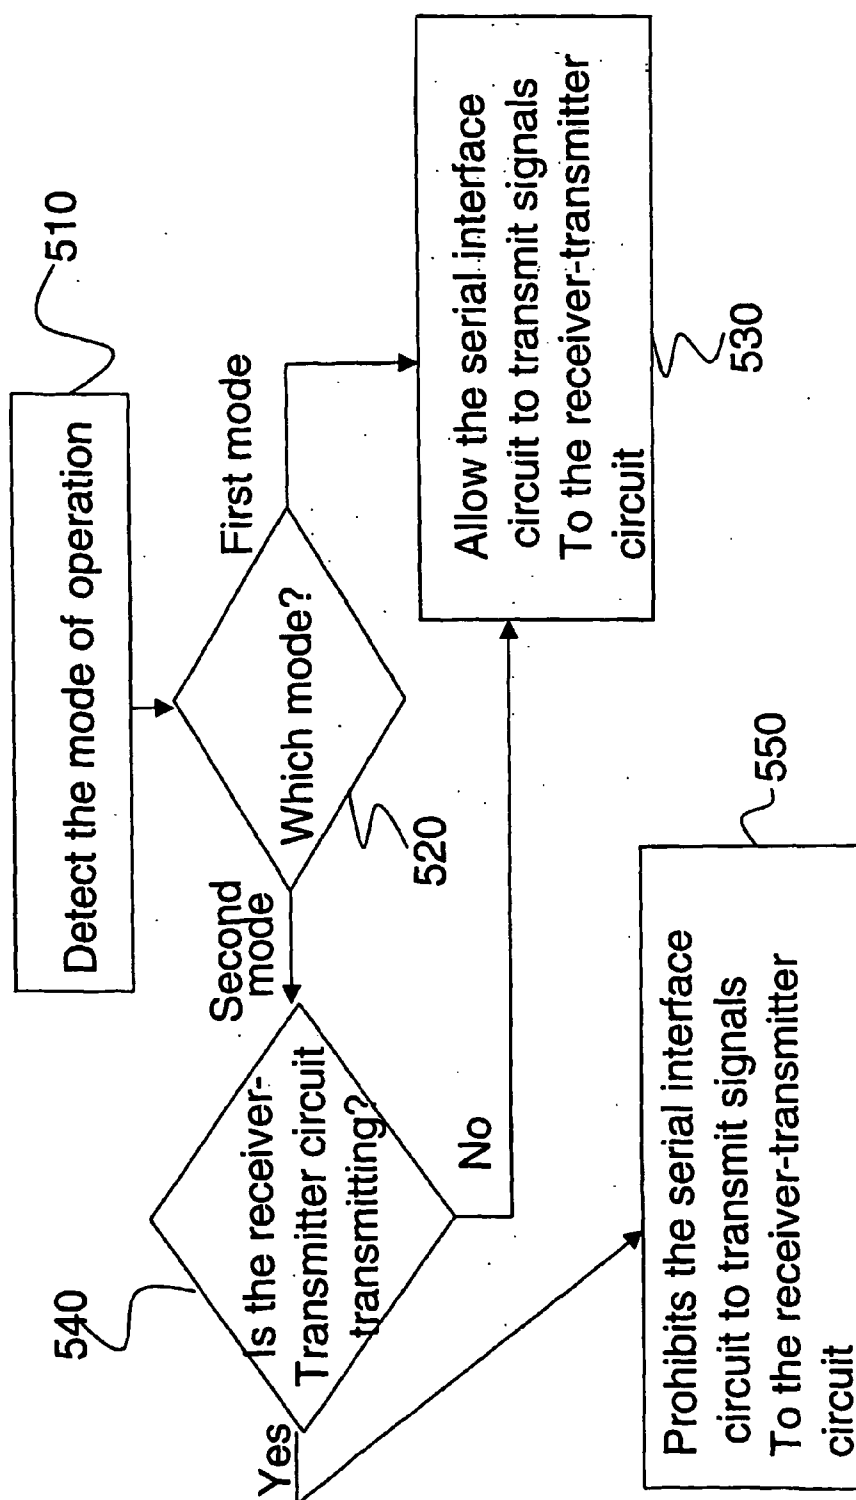 510
Detect the mode of operation
First mode
Which mode?
520
Second
mode
540
Is the receiver-
Transmitter circuit
transmitting?
Yes
No
Allow the serial interface
circuit to transmit signals
To the receiver-transmitter
circuit
530
550
Prohibits the serial interface
circuit to transmit signals
To the receiver-transmitter
circuit